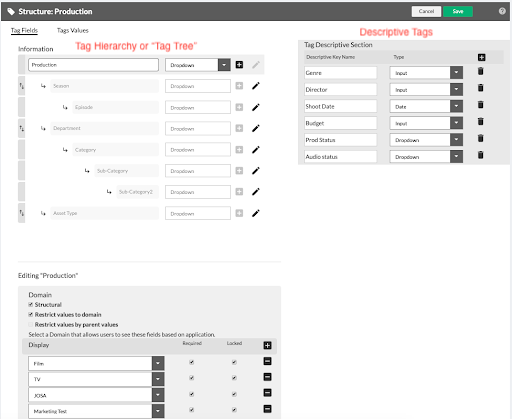 Structure: Production
Cancel
Save
Tag Fields
Tags Values
Tag Hierarchy or "Tag Tree"
Information
Production
Dropdown
Season
Dropdown
Episode
Dropdown
Department
Dropdown
Category
Dropdown
Sub-Category
Dropdown
Sub-Category2
Dropdown
Asset Type
Dropdown
Descriptive Tags
Tag Descriptive Section
Descriptive Key Name
Type
Genre
Input
Director
Input
Shoot Date
Date
Budget
Input
Prod Status
Dropdown
Audio status
Dropdown
Editing "Production"
Domain
Structural
Restrict values to domain
Restrict values by parent values
Select a Domain that allows users to see these fields based on application.
Display
Required
Locked
Film
TV
JOSA
Marketing Test